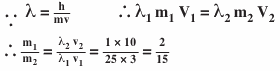 ∵ λ = h/mv ∴ λ₁ m₁ V₁ = λ₂ m₂ V₂
∴ m₁/m₂ = λ₂ v₂/λ₁ v₁ = 1 × 10/25 × 3 = 2/15